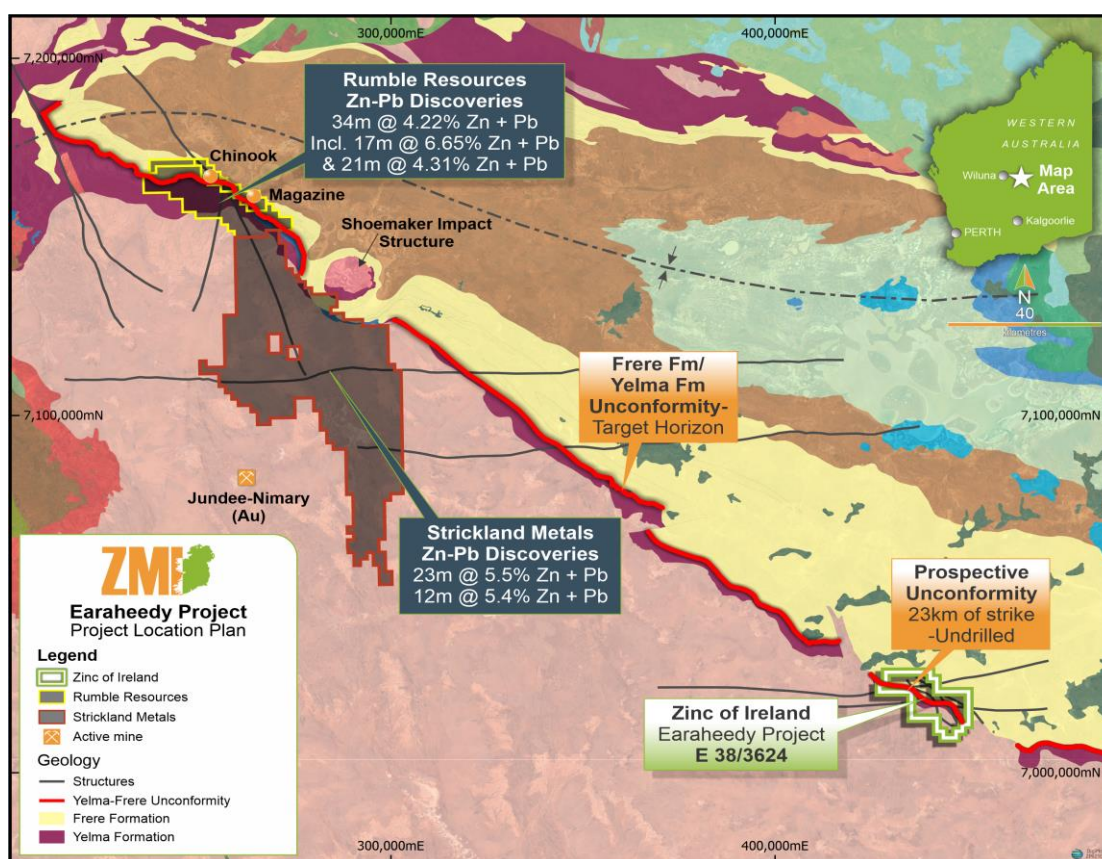 300,000mE
400,000mE
7,200,000mN
Rumble Resources
Zn-Pb Discoveries
34m @ 4.22% Zn + Pb
Incl. 17m @ 6.65% Zn + Pb
& 21m @ 4.31% Zn + Pb
WESTERN
AUSTRALIA
Wiluna
Map
Area
Kalgoorlie
PERTH
Chinook
Magazine
Shoemaker Impact
Structure
N
40
Frere Fm/
Yelma Fm
Unconformity-
Target Horizon
7,100,000mN
7,100,000mN
Jundee-Nimary
(Au)
Strickland Metals
Zn-Pb Discoveries
23m @ 5.5% Zn + Pb
12m @ 5.4% Zn + Pb
Prospective
Unconformity
23km of strike
-Undrilled
Zinc of Ireland
Earaheedy Project
E 38/3624
7,000,000mN
ZMI
Earaheedy Project
Project Location Plan
Legend
Zinc of Ireland
Rumble Resources
Strickland Metals
Active mine
Geology
Structures
Yelma-Frere Unconformity
Frere Formation
Yelma Formation
300,000mE
400,000mE